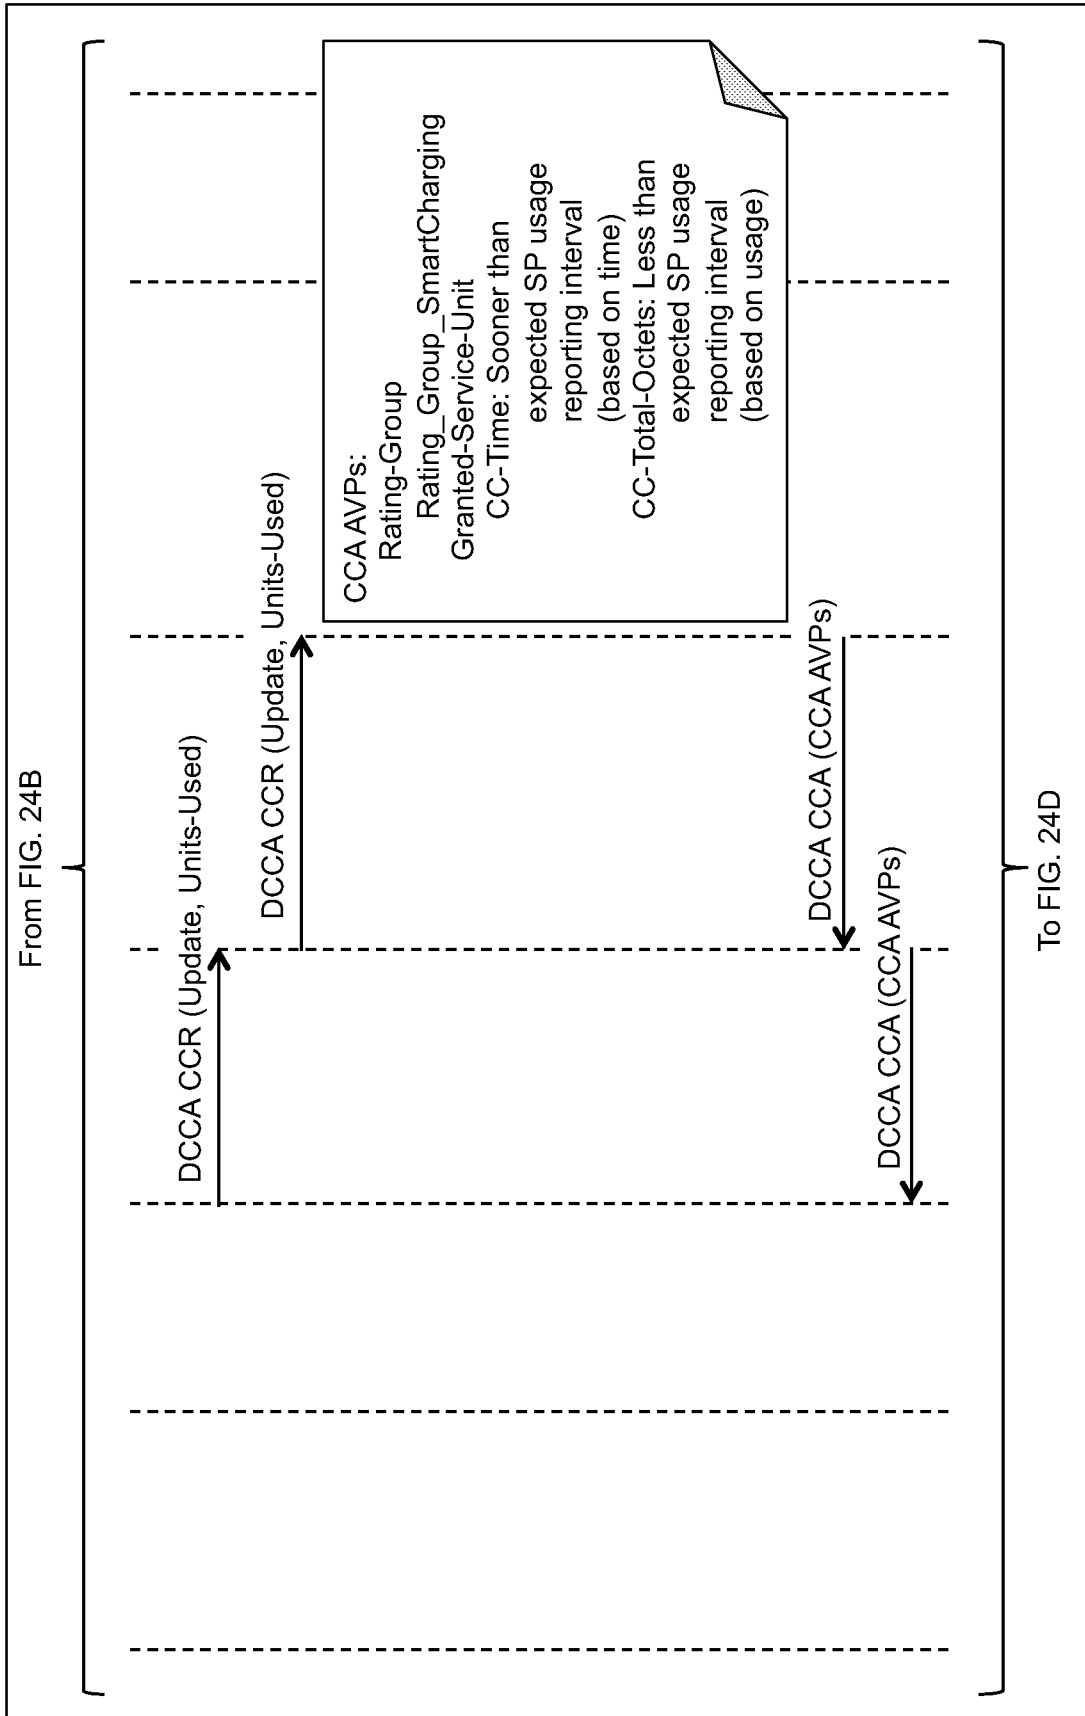 From FIG. 24B
DCCA CCR (Update, Units-Used)
DCCA CCR (Update, Units-Used)
CCA AVPs:
Rating-Group
Rating_Group_SmartCharging
Granted-Service-Unit
CC-Time: Sooner than
expected SP usage
reporting interval
(based on time)
CC-Total-Octets: Less than
expected SP usage
reporting interval
(based on usage)
DCCA CCA (CCA AVPs)
DCCA CCA (CCA AVPs)
To FIG. 24D